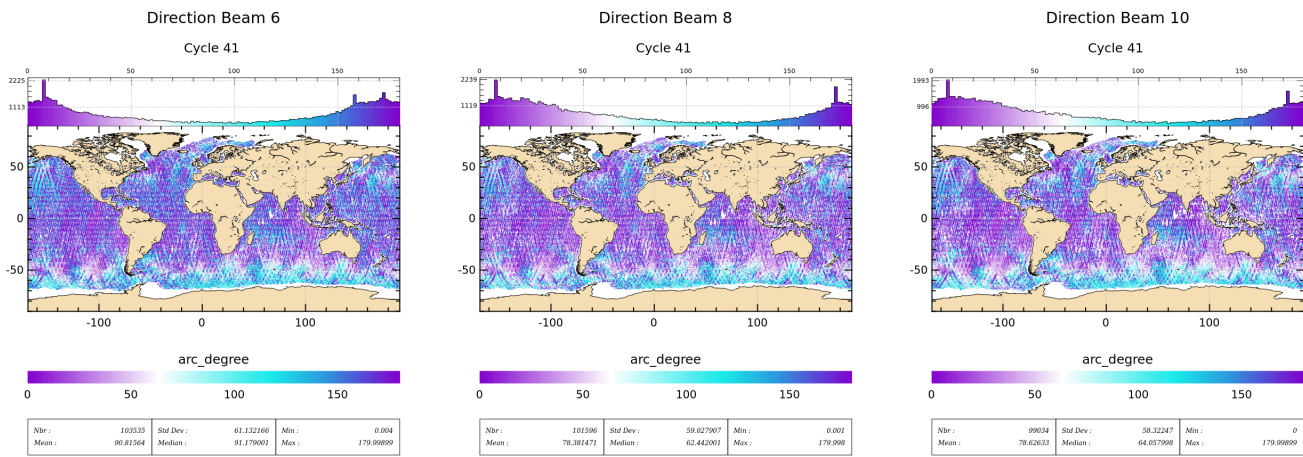 Direction Beam 6
Cycle 41
0 50 100 150
2225
1113
50
0
-50
-100 0 100
arc_degree
0 50 100 150
Nbr : 103535 Std Dev : 61.132166 Min : 0.004
Mean : 90.81564 Median : 91.179001 Max : 179.99899
Direction Beam 8
Cycle 41
0 50 100 150
2239
1119
50
0
-50
-100 0 100
arc_degree
0 50 100 150
Nbr : 101596 Std Dev : 59.027907 Min : 0.001
Mean : 78.381471 Median : 62.442001 Max : 179.998
Direction Beam 10
Cycle 41
0 50 100 150
1993
996
50
0
-50
-100 0 100
arc_degree
0 50 100 150
Nbr : 99034 Std Dev : 58.32247 Min : 0
Mean : 78.62633 Median : 64.057998 Max : 179.99899